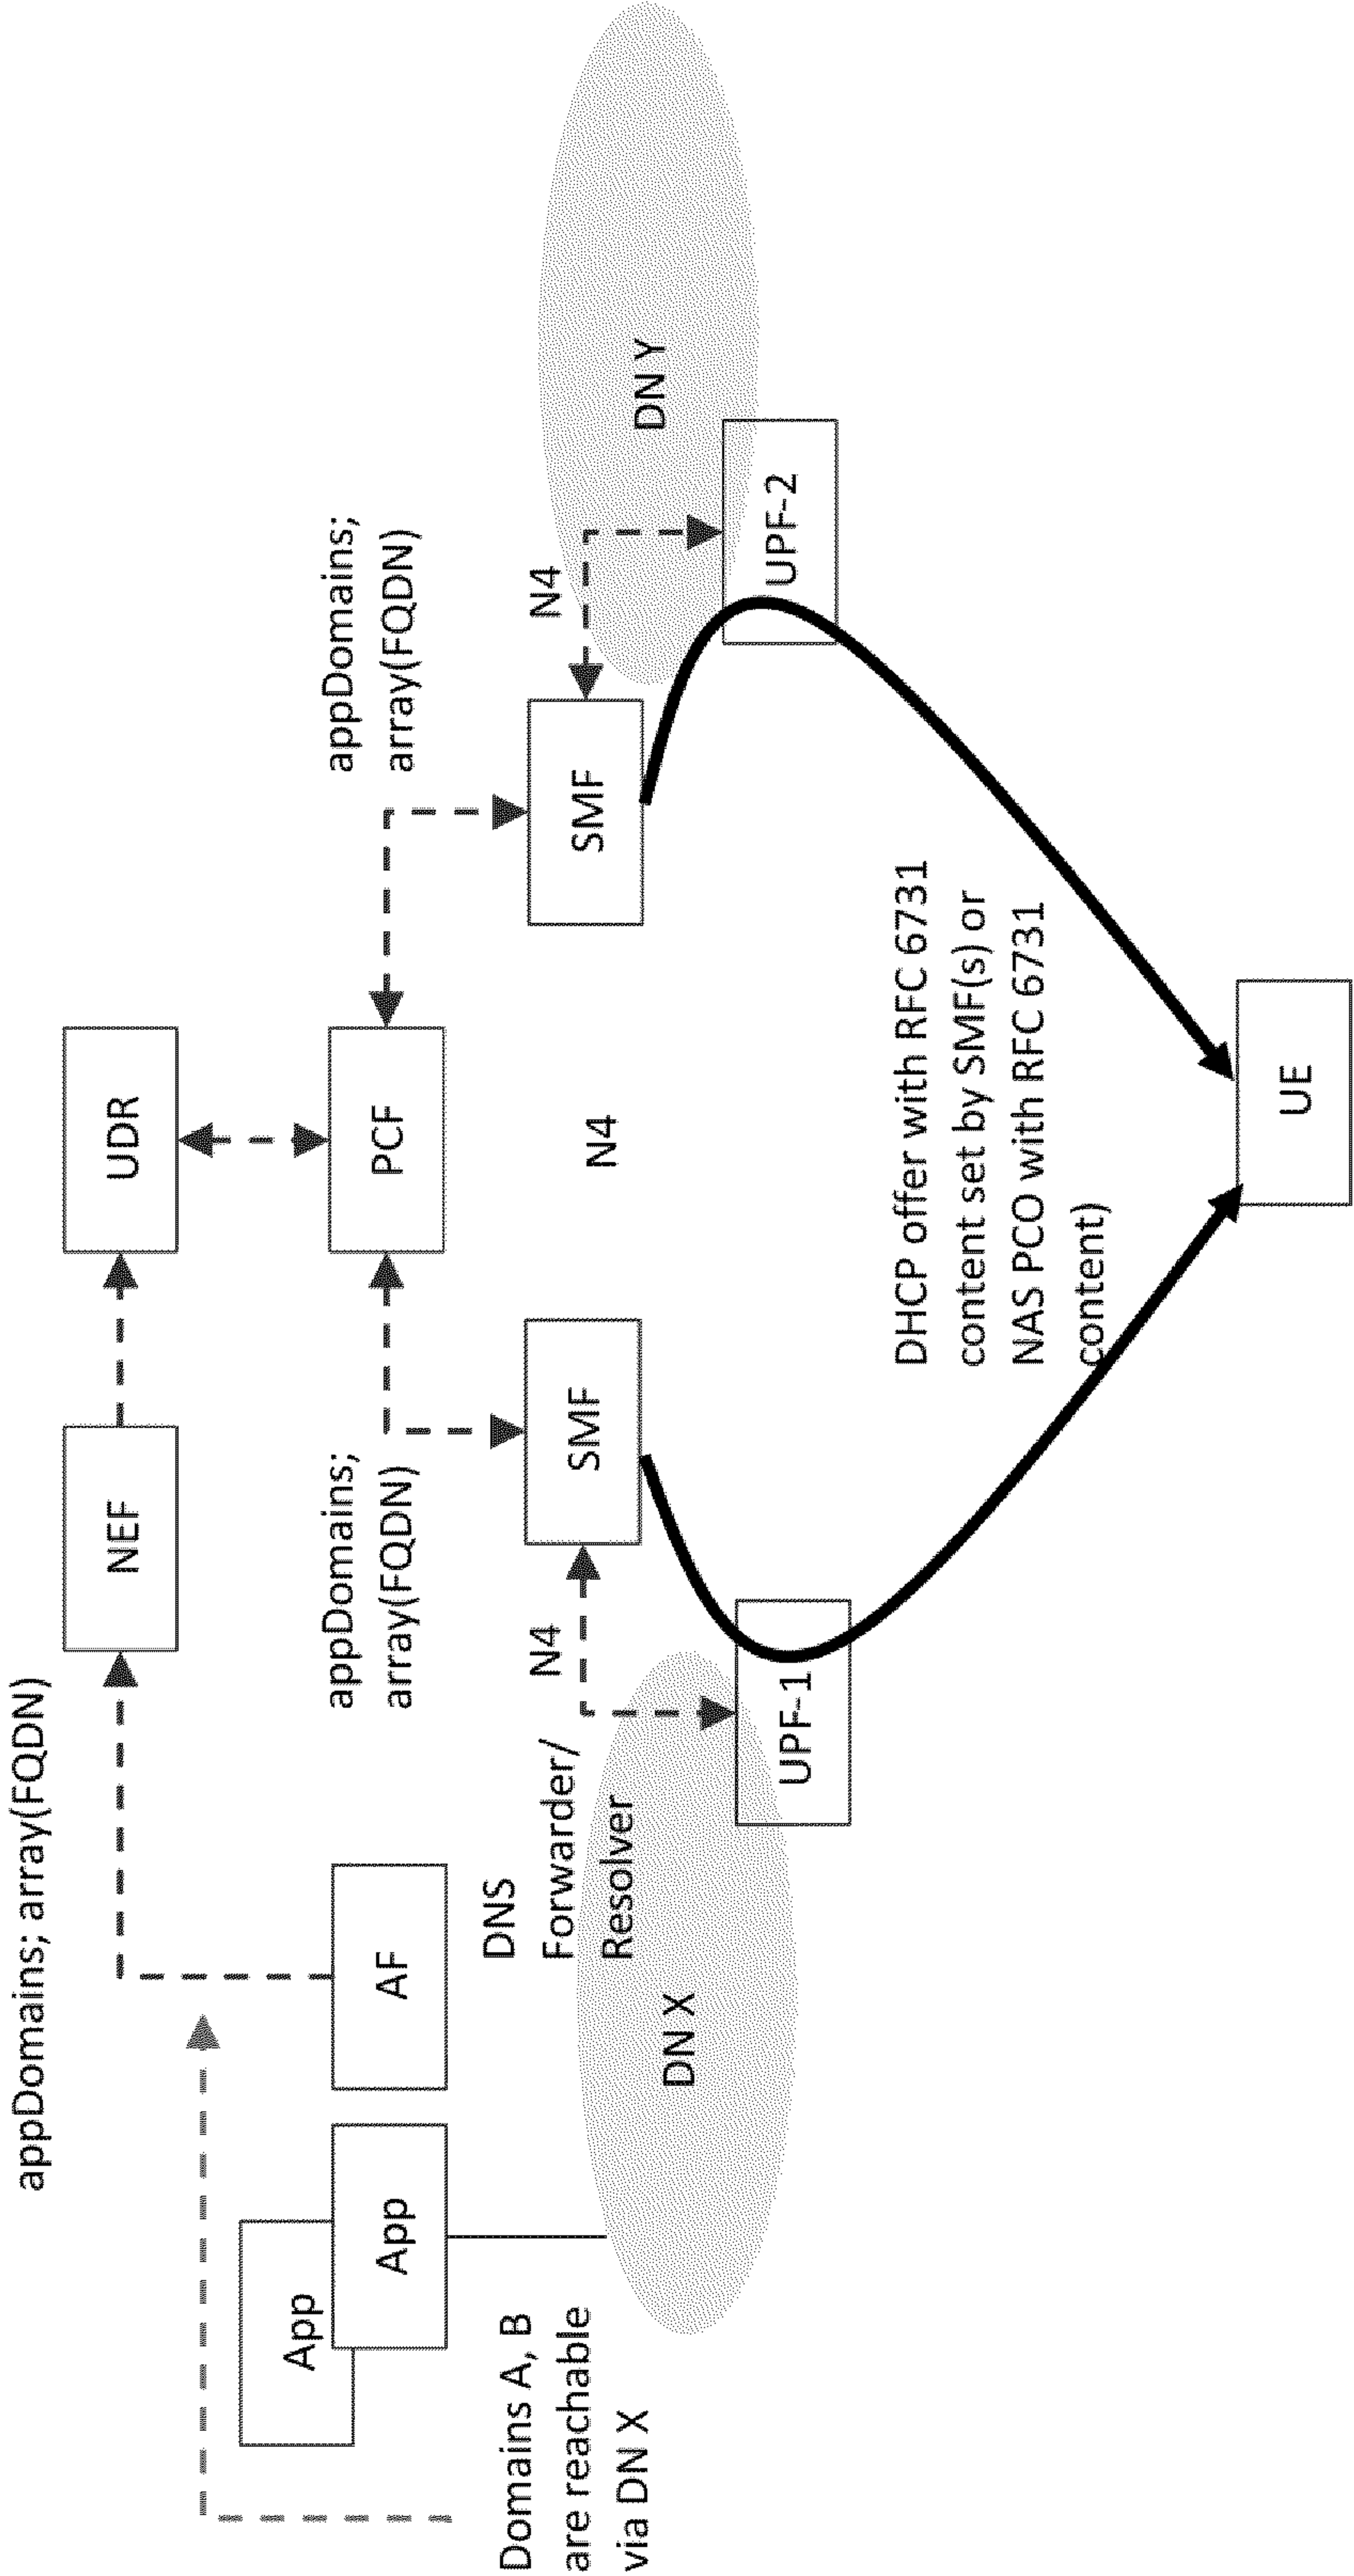 appDomains; array(FQDN)
NEF
UDR
App
App
AF
appDomains;
array(FQDN)
PCF
appDomains;
array(FQDN)
Domains A, B
are reachable
via DN X
DNS
Forwarder/
Resolver
N4
SMF
N4
SMF
N4
DN X
DN Y
UPF-1
UPF-2
DHCP offer with RFC 6731
content set by SMF(s) or
NAS PCO with RFC 6731
content)
UE